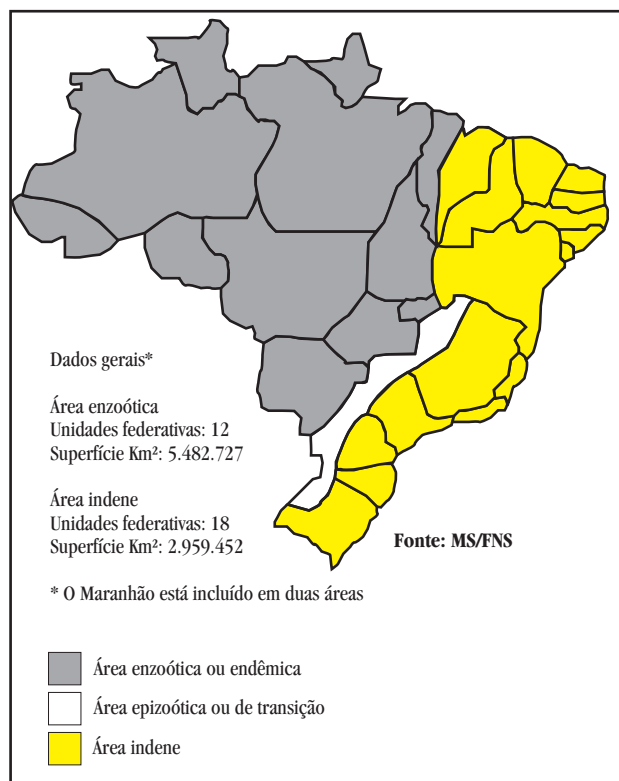 Dados gerais*
Área enzoótica
Unidades federativas: 12
Superfície Km²: 5.482.727
Área indene
Unidades federativas: 18
Superfície Km²: 2.959.452
Fonte: MS/FNS
* O Maranhão está incluído em duas áreas
Área enzoótica ou endêmica
Área epizoótica ou de transição
Área indene